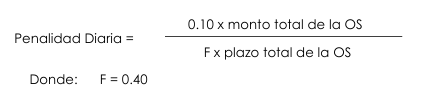 0.10 x monto total de la OS
Penalidad Diaria =
F x plazo total de la OS
Donde: F = 0.40